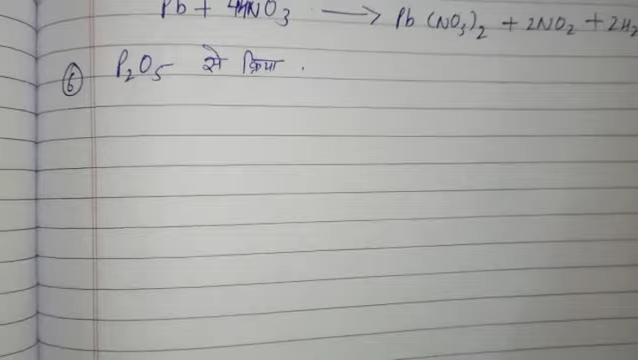 Pb + 4HNO3 → Pb (NO3)2 + 2NO2 + 2H2
6 P2O5 से क्रिया .